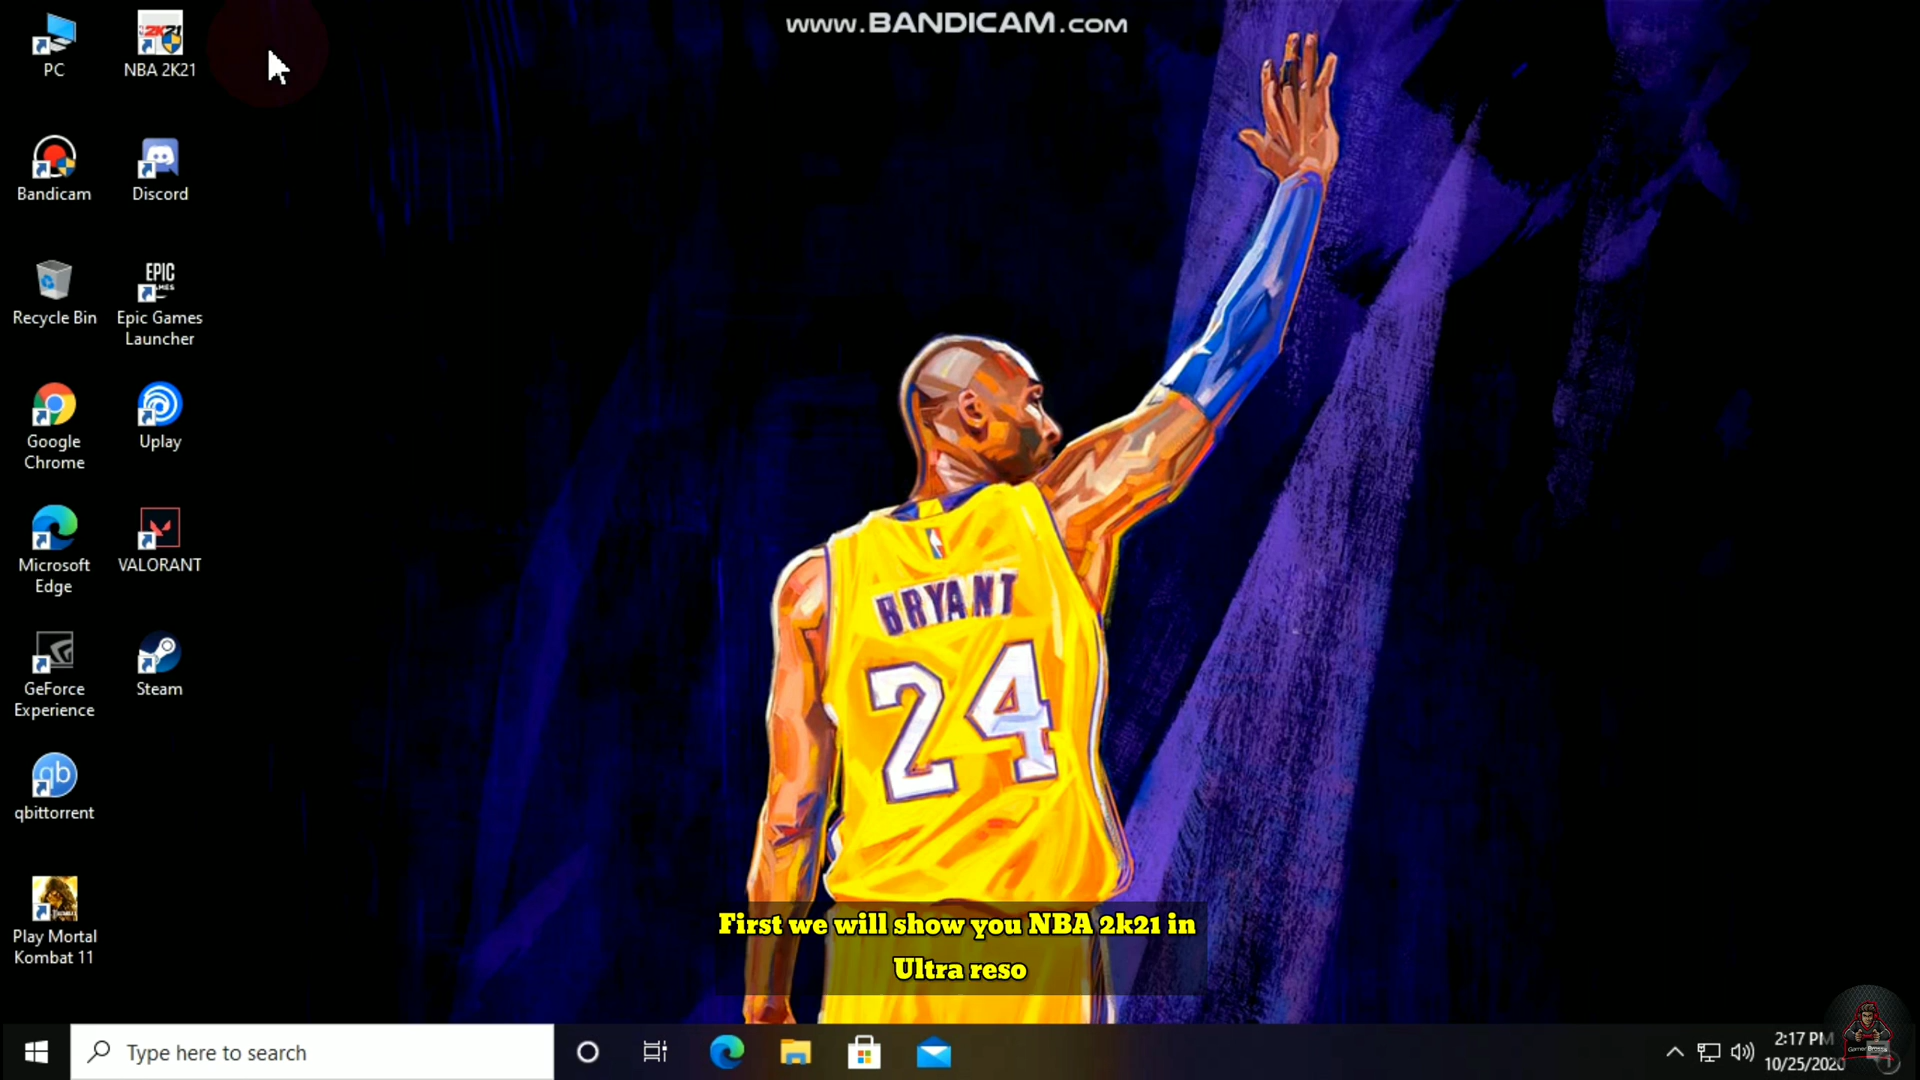 www.BANDICAM.com
PC
NBA 2K21
Bandicam
Discord
Recycle Bin
EPIC
Epic Games
Launcher
Google
Chrome
Uplay
Microsoft
Edge
VALORANT
GeForce
Experience
Steam
qb
qbittorrent
Play Mortal
Kombat 11
BRYANT
24
First we will show you NBA 2k21 in
Ultra reso
Type here to search
2:17 PM
10/25/2020